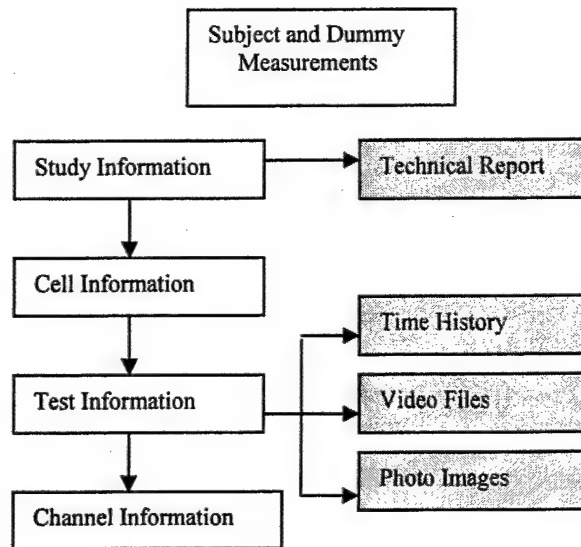 Subject and Dummy
Measurements
Study Information
Technical Report
Cell Information
Time History
Test Information
Video Files
Photo Images
Channel Information